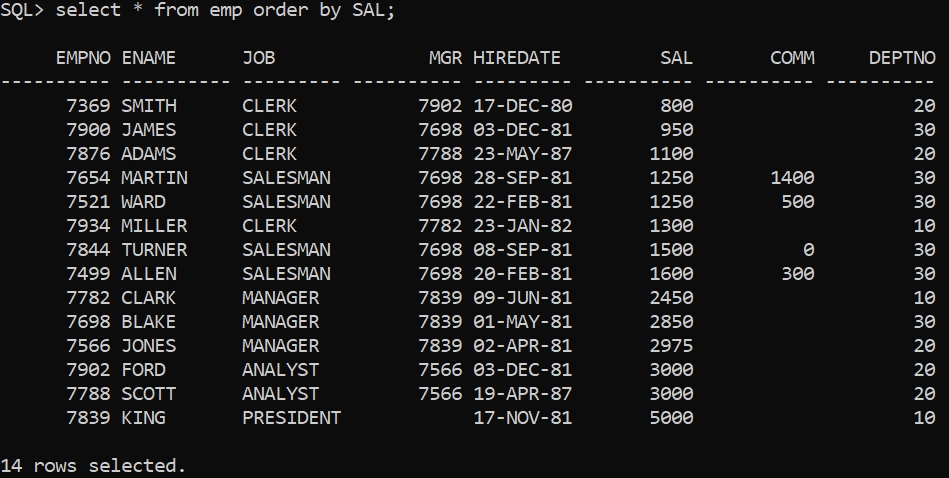 SQL> select * from emp order by SAL;

     EMPNO ENAME      JOB              MGR HIREDATE         SAL       COMM     DEPTNO
---------- ---------- --------- ---------- --------- ---------- ---------- ----------
      7369 SMITH      CLERK           7902 17-DEC-80        800                    20
      7900 JAMES      CLERK           7698 03-DEC-81        950                    30
      7876 ADAMS      CLERK           7788 23-MAY-87       1100                    20
      7654 MARTIN     SALESMAN        7698 28-SEP-81       1250       1400         30
      7521 WARD       SALESMAN        7698 22-FEB-81       1250        500         30
      7934 MILLER     CLERK           7782 23-JAN-82       1300                    10
      7844 TURNER     SALESMAN        7698 08-SEP-81       1500          0         30
      7499 ALLEN      SALESMAN        7698 20-FEB-81       1600        300         30
      7782 CLARK      MANAGER         7839 09-JUN-81       2450                    10
      7698 BLAKE      MANAGER         7839 01-MAY-81       2850                    30
      7566 JONES      MANAGER         7839 02-APR-81       2975                    20
      7902 FORD       ANALYST         7566 03-DEC-81       3000                    20
      7788 SCOTT      ANALYST         7566 19-APR-87       3000                    20
      7839 KING       PRESIDENT            17-NOV-81       5000                    10

14 rows selected.